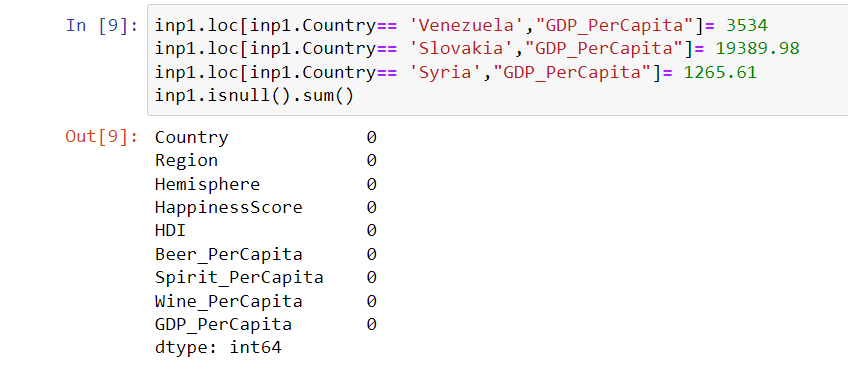 In [9]: inp1.loc[inp1.Country== 'Venezuela',"GDP_PerCapita"]= 3534
inp1.loc[inp1.Country== 'Slovakia',"GDP_PerCapita"]= 19389.98
inp1.loc[inp1.Country== 'Syria',"GDP_PerCapita"]= 1265.61
inp1.isnull().sum()
Out[9]: Country 0
Region 0
Hemisphere 0
HappinessScore 0
HDI 0
Beer_PerCapita 0
Spirit_PerCapita 0
Wine_PerCapita 0
GDP_PerCapita 0
dtype: int64